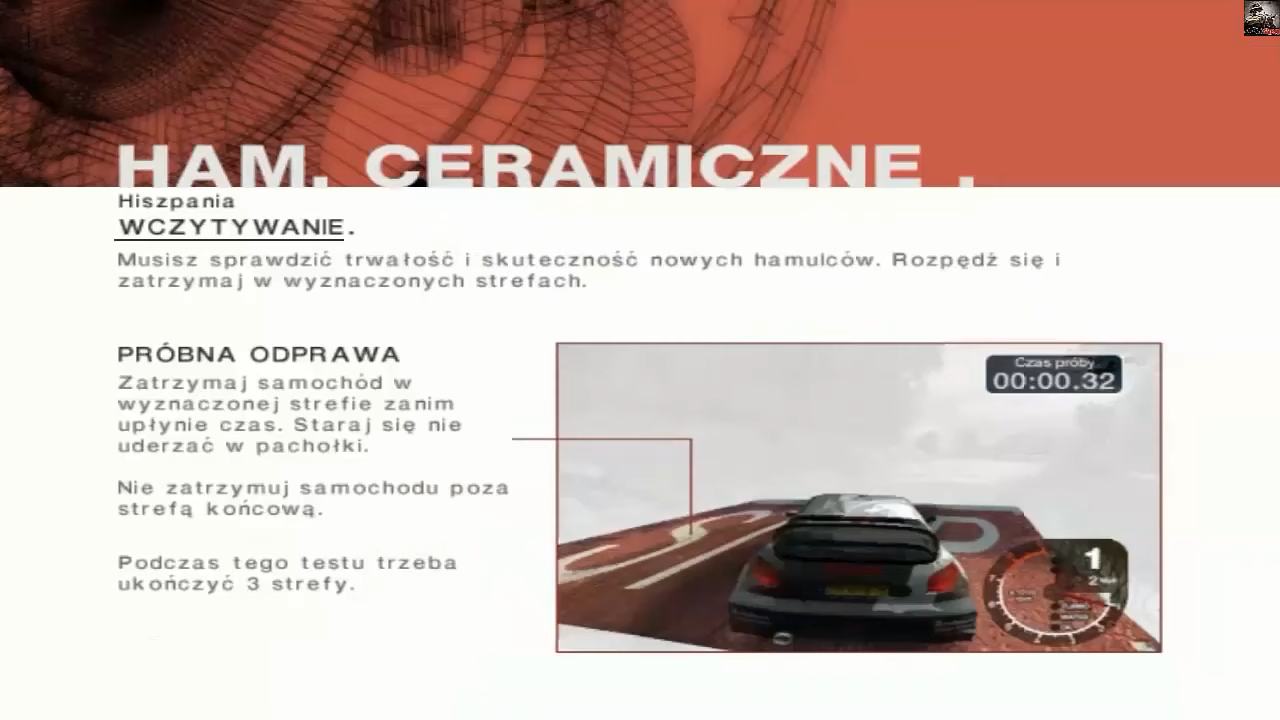 HAM. CERAMICZNE .
Hiszpania
WCZYTYWANIE.
Musisz sprawdzić trwałość i skuteczność nowych hamulców. Rozpędź się i
zatrzymaj w wyznaczonych strefach.
PRÓBNA ODPRAWA
Zatrzymaj samochód w
wyznaczonej strefie zanim
upłynie czas. Staraj się nie
uderzać w pachołki.
Nie zatrzymuj samochodu poza
strefą końcową.
Podczas tego testu trzeba
ukończyć 3 strefy.
Czas próby
00:00.32
1
2